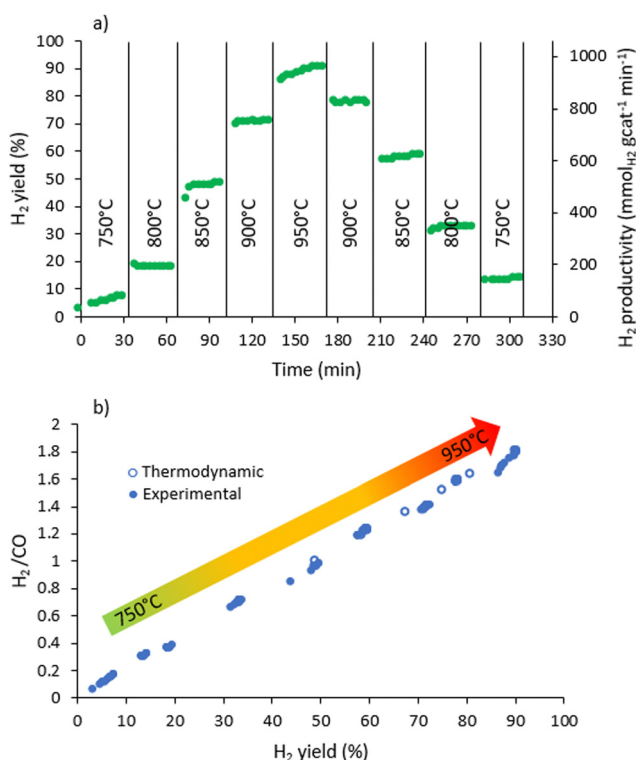 a)
100
90
80
70
60
50
40
30
20
10
0
H₂ yield (%)
750°C
800°C
850°C
900°C
950°C
900°C
850°C
800°C
750°C
1000
800
600
400
200
0
H₂ productivity (mmol_H2 gcat⁻¹ min⁻¹)
0 30 60 90 120 150 180 210 240 270 300 330
Time (min)
b)
2
1.8
1.6
1.4
1.2
1
0.8
0.6
0.4
0.2
0
H₂/CO
Thermodynamic
Experimental
750°C
950°C
0 10 20 30 40 50 60 70 80 90 100
H₂ yield (%)